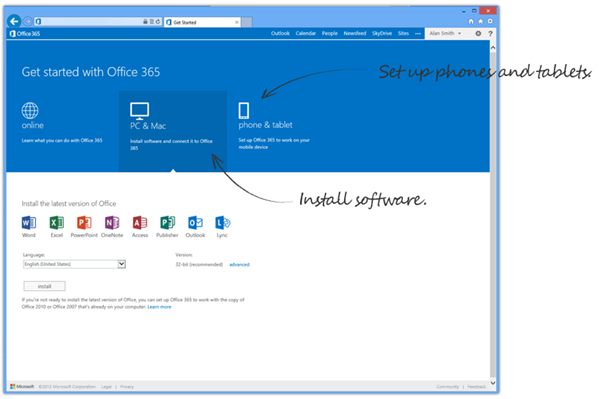 Get Started
Office 365
Outlook Calendar People Newsfeed SkyDrive Sites ... Alan Smith ?
Get started with Office 365
Set up phones and tablets.
online
Learn what you can do with Office 365
PC & Mac
Install software and connect it to Office
365
phone & tablet
Set up Office 365 to work on your
mobile device
Install software.
Install the latest version of Office
Word Excel PowerPoint OneNote Access Publisher Outlook Lync
Language: Version:
English (United States) 32-bit (recommended) advanced
install
If you're not ready to install the latest version of Office, you can set up Office 365 to work with the copy of
Office 2010 or Office 2007 that's already on your computer. Learn more
Microsoft ©2012 Microsoft Corporation Legal | Privacy Community | Feedback